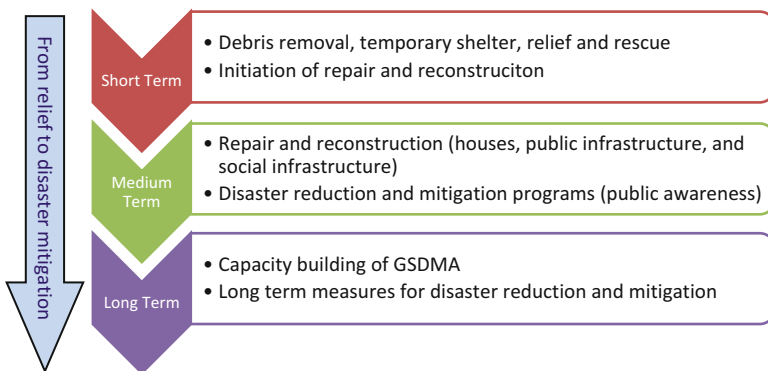 From relief to disaster mitigation
Short Term
• Debris removal, temporary shelter, relief and rescue
• Initiation of repair and reconstruciton
Medium
Term
• Repair and reconstruction (houses, public infrastructure, and
social infrastructure)
• Disaster reduction and mitigation programs (public awareness)
Long Term
• Capacity building of GSDMA
• Long term measures for disaster reduction and mitigation